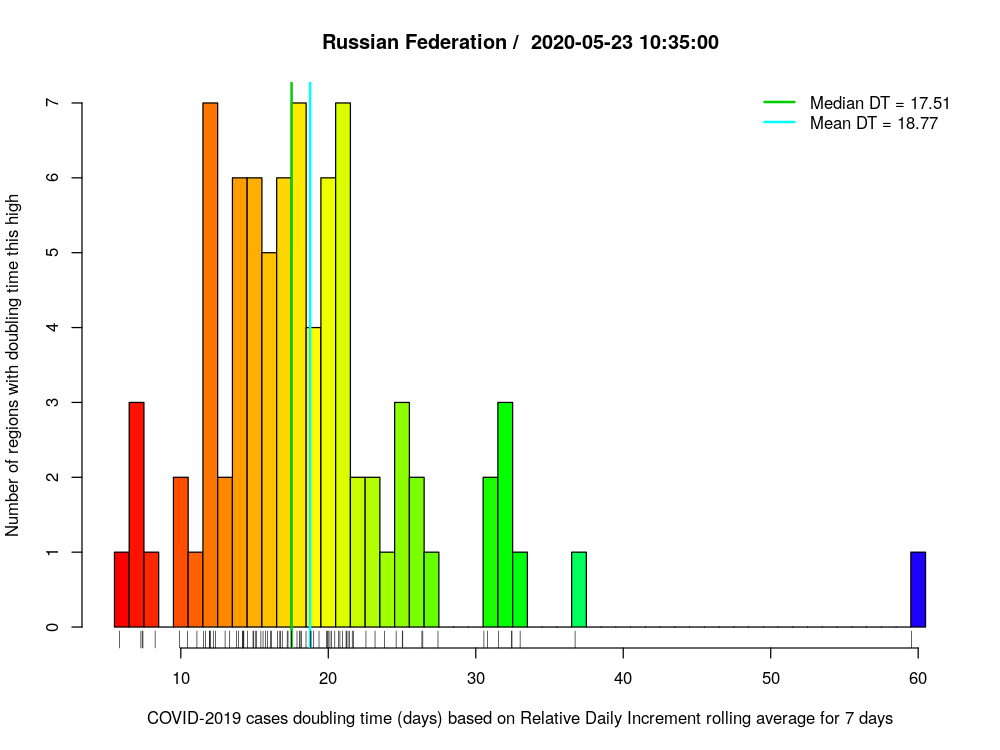 Russian Federation /  2020-05-23 10:35:00
Median DT = 17.51
Mean DT = 18.77
Number of regions with doubling time this high
7
6
5
4
3
2
1
0
10 20 30 40 50 60
COVID-2019 cases doubling time (days) based on Relative Daily Increment rolling average for 7 days